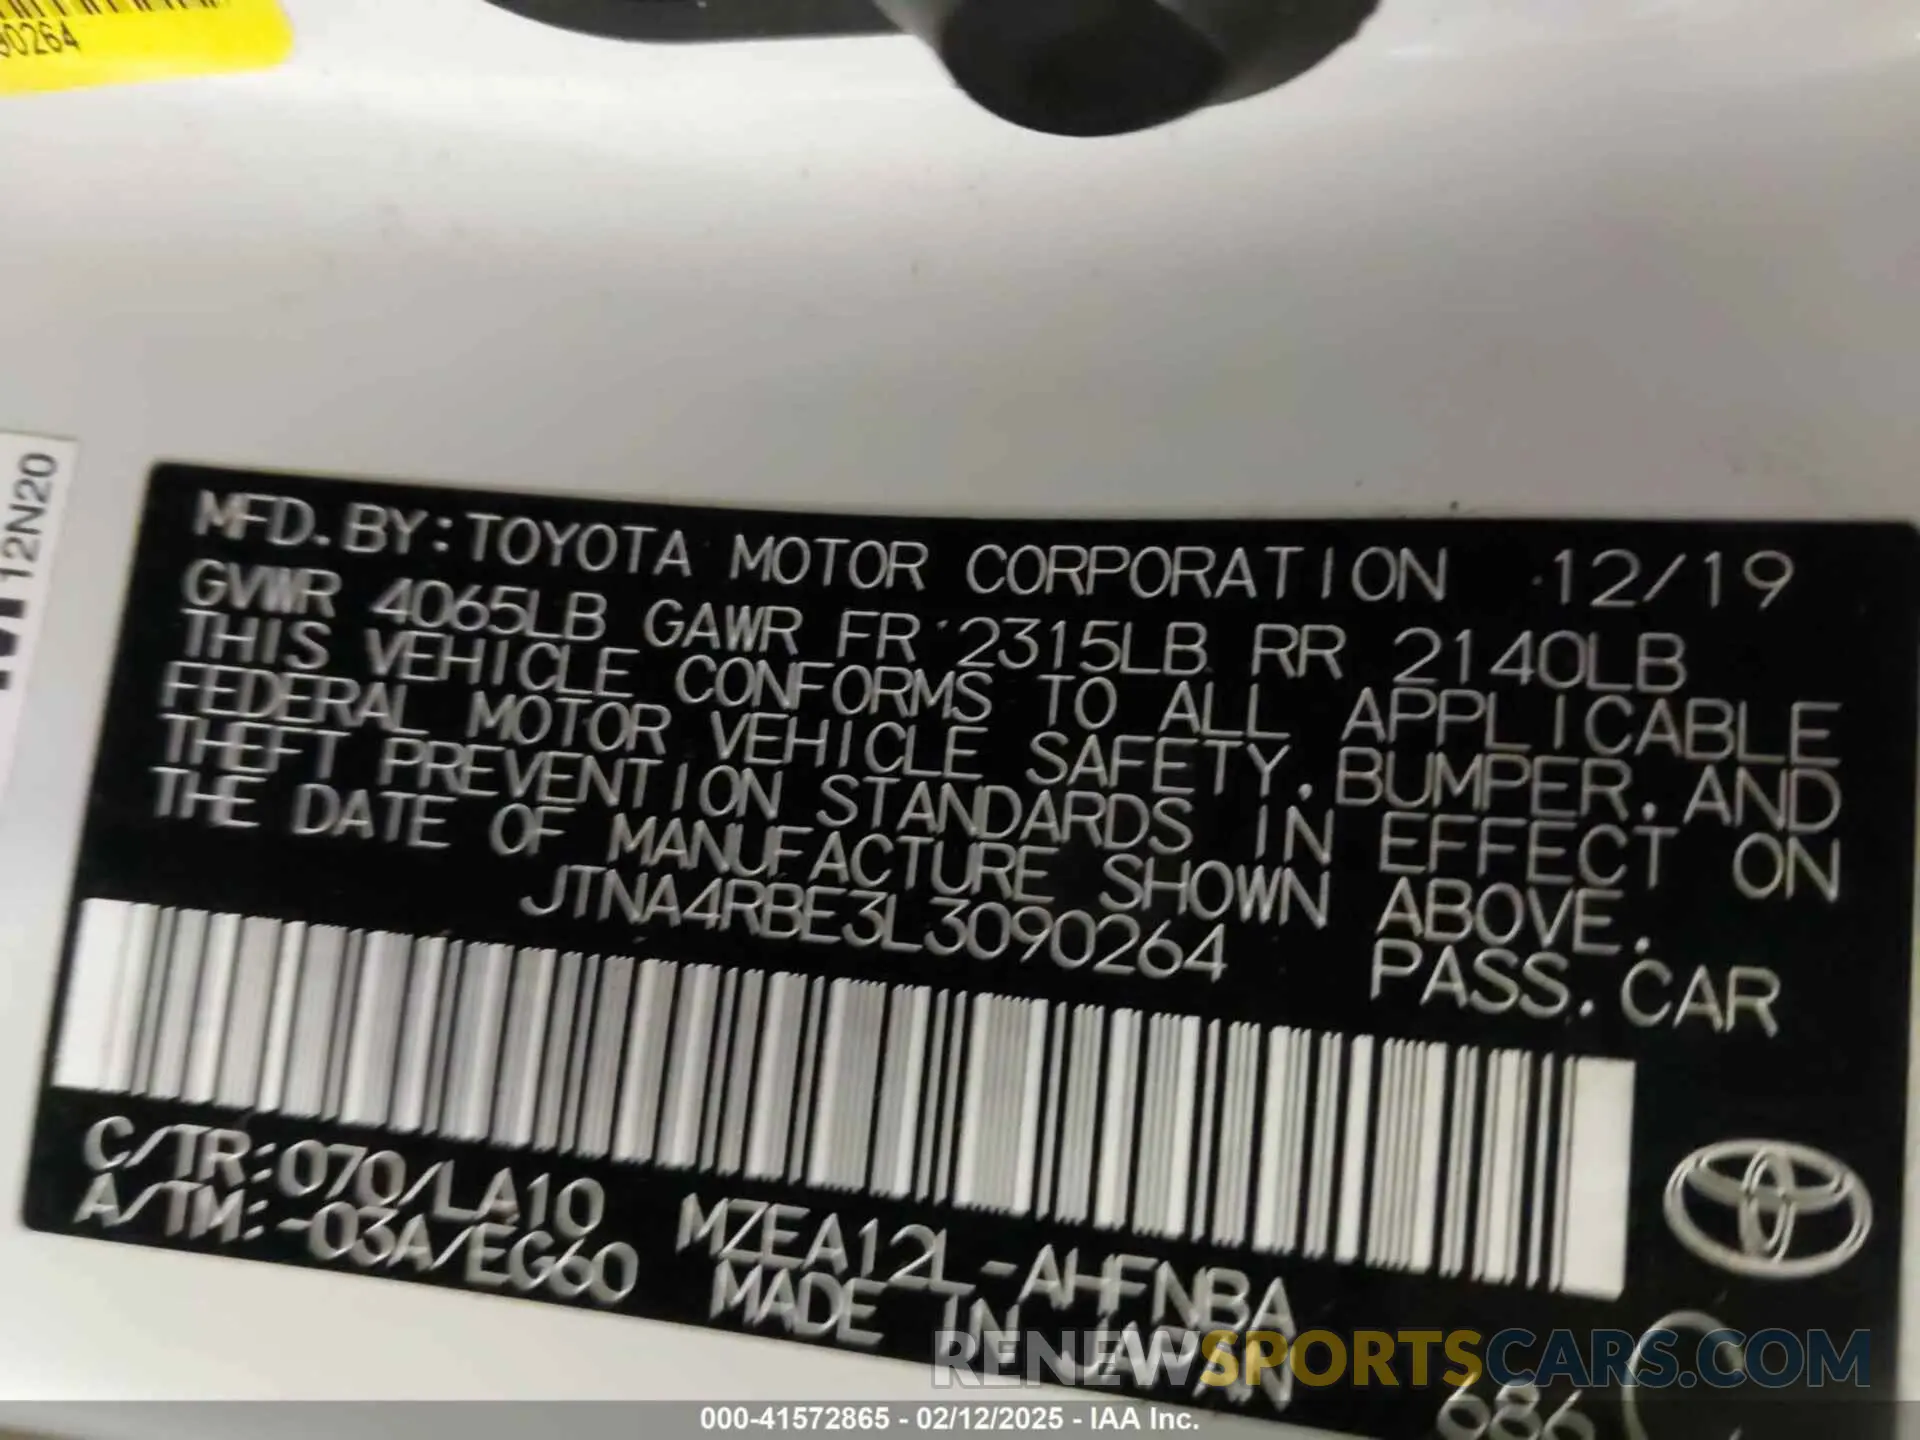 90264
12N20
MFD. BY: TOYOTA MOTOR CORPORATION 12/19
GVWR 4065LB GAWR FR 2315LB RR 2140LB
THIS VEHICLE CONFORMS TO ALL APPLICABLE
FEDERAL MOTOR VEHICLE SAFETY, BUMPER, AND
THEFT PREVENTION STANDARDS IN EFFECT ON
THE DATE OF MANUFACTURE SHOWN ABOVE.
JTNA4RBE3L3090264 PASS. CAR
C/TR:070/LA10 MZEA12L-AHFNBA
A/TM:-03A/EG60 MADE IN JAPAN
686
RENEWSPORTSCARS.COM
000-41572865 - 02/12/2025 - IAA Inc.